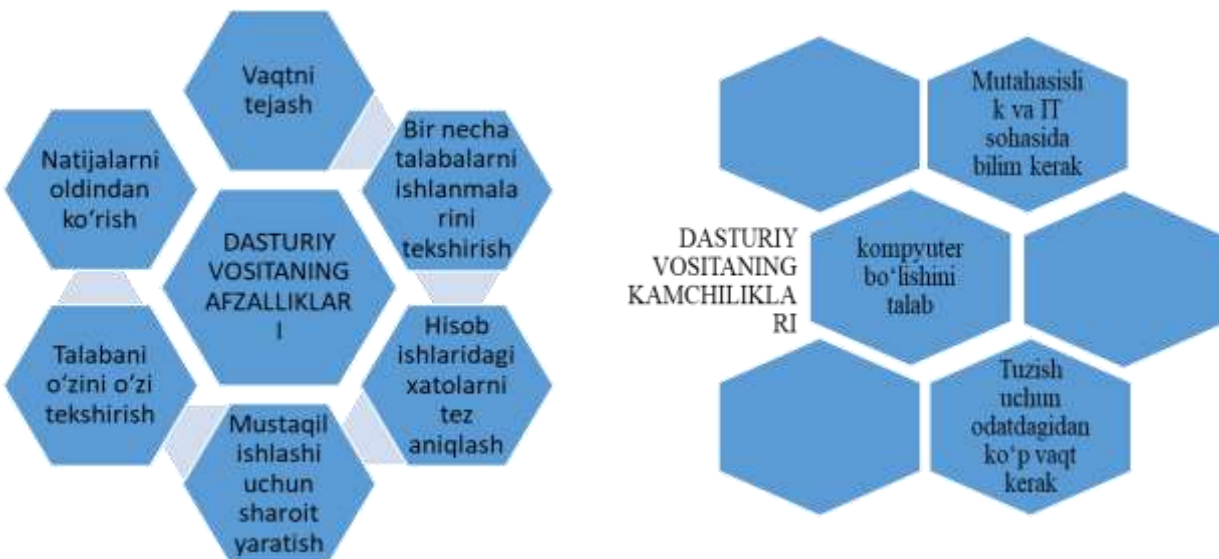 Vaqtni
tejash
Bir necha
talabalarni
ishlanmala
rini
tekshirish
Hisob
ishlaridagi
xatolarni
tez
aniqlash
Mustaqil
ishlashi
uchun
sharoit
yaratish
Talabani
o‘zini o‘zi
tekshirish
Natijalarni
oldindan
ko‘rish
DASTURIY
VOSITANING
AFZALLIKLAR
I
DASTURIY
VOSITANING
KAMCHILIKLA
RI
Mutahasisli
k va IT
sohasida
bilim kerak
kompyuter
bo‘lishini
talab
Tuzish
uchun
odatdagidan
ko‘p vaqt
kerak